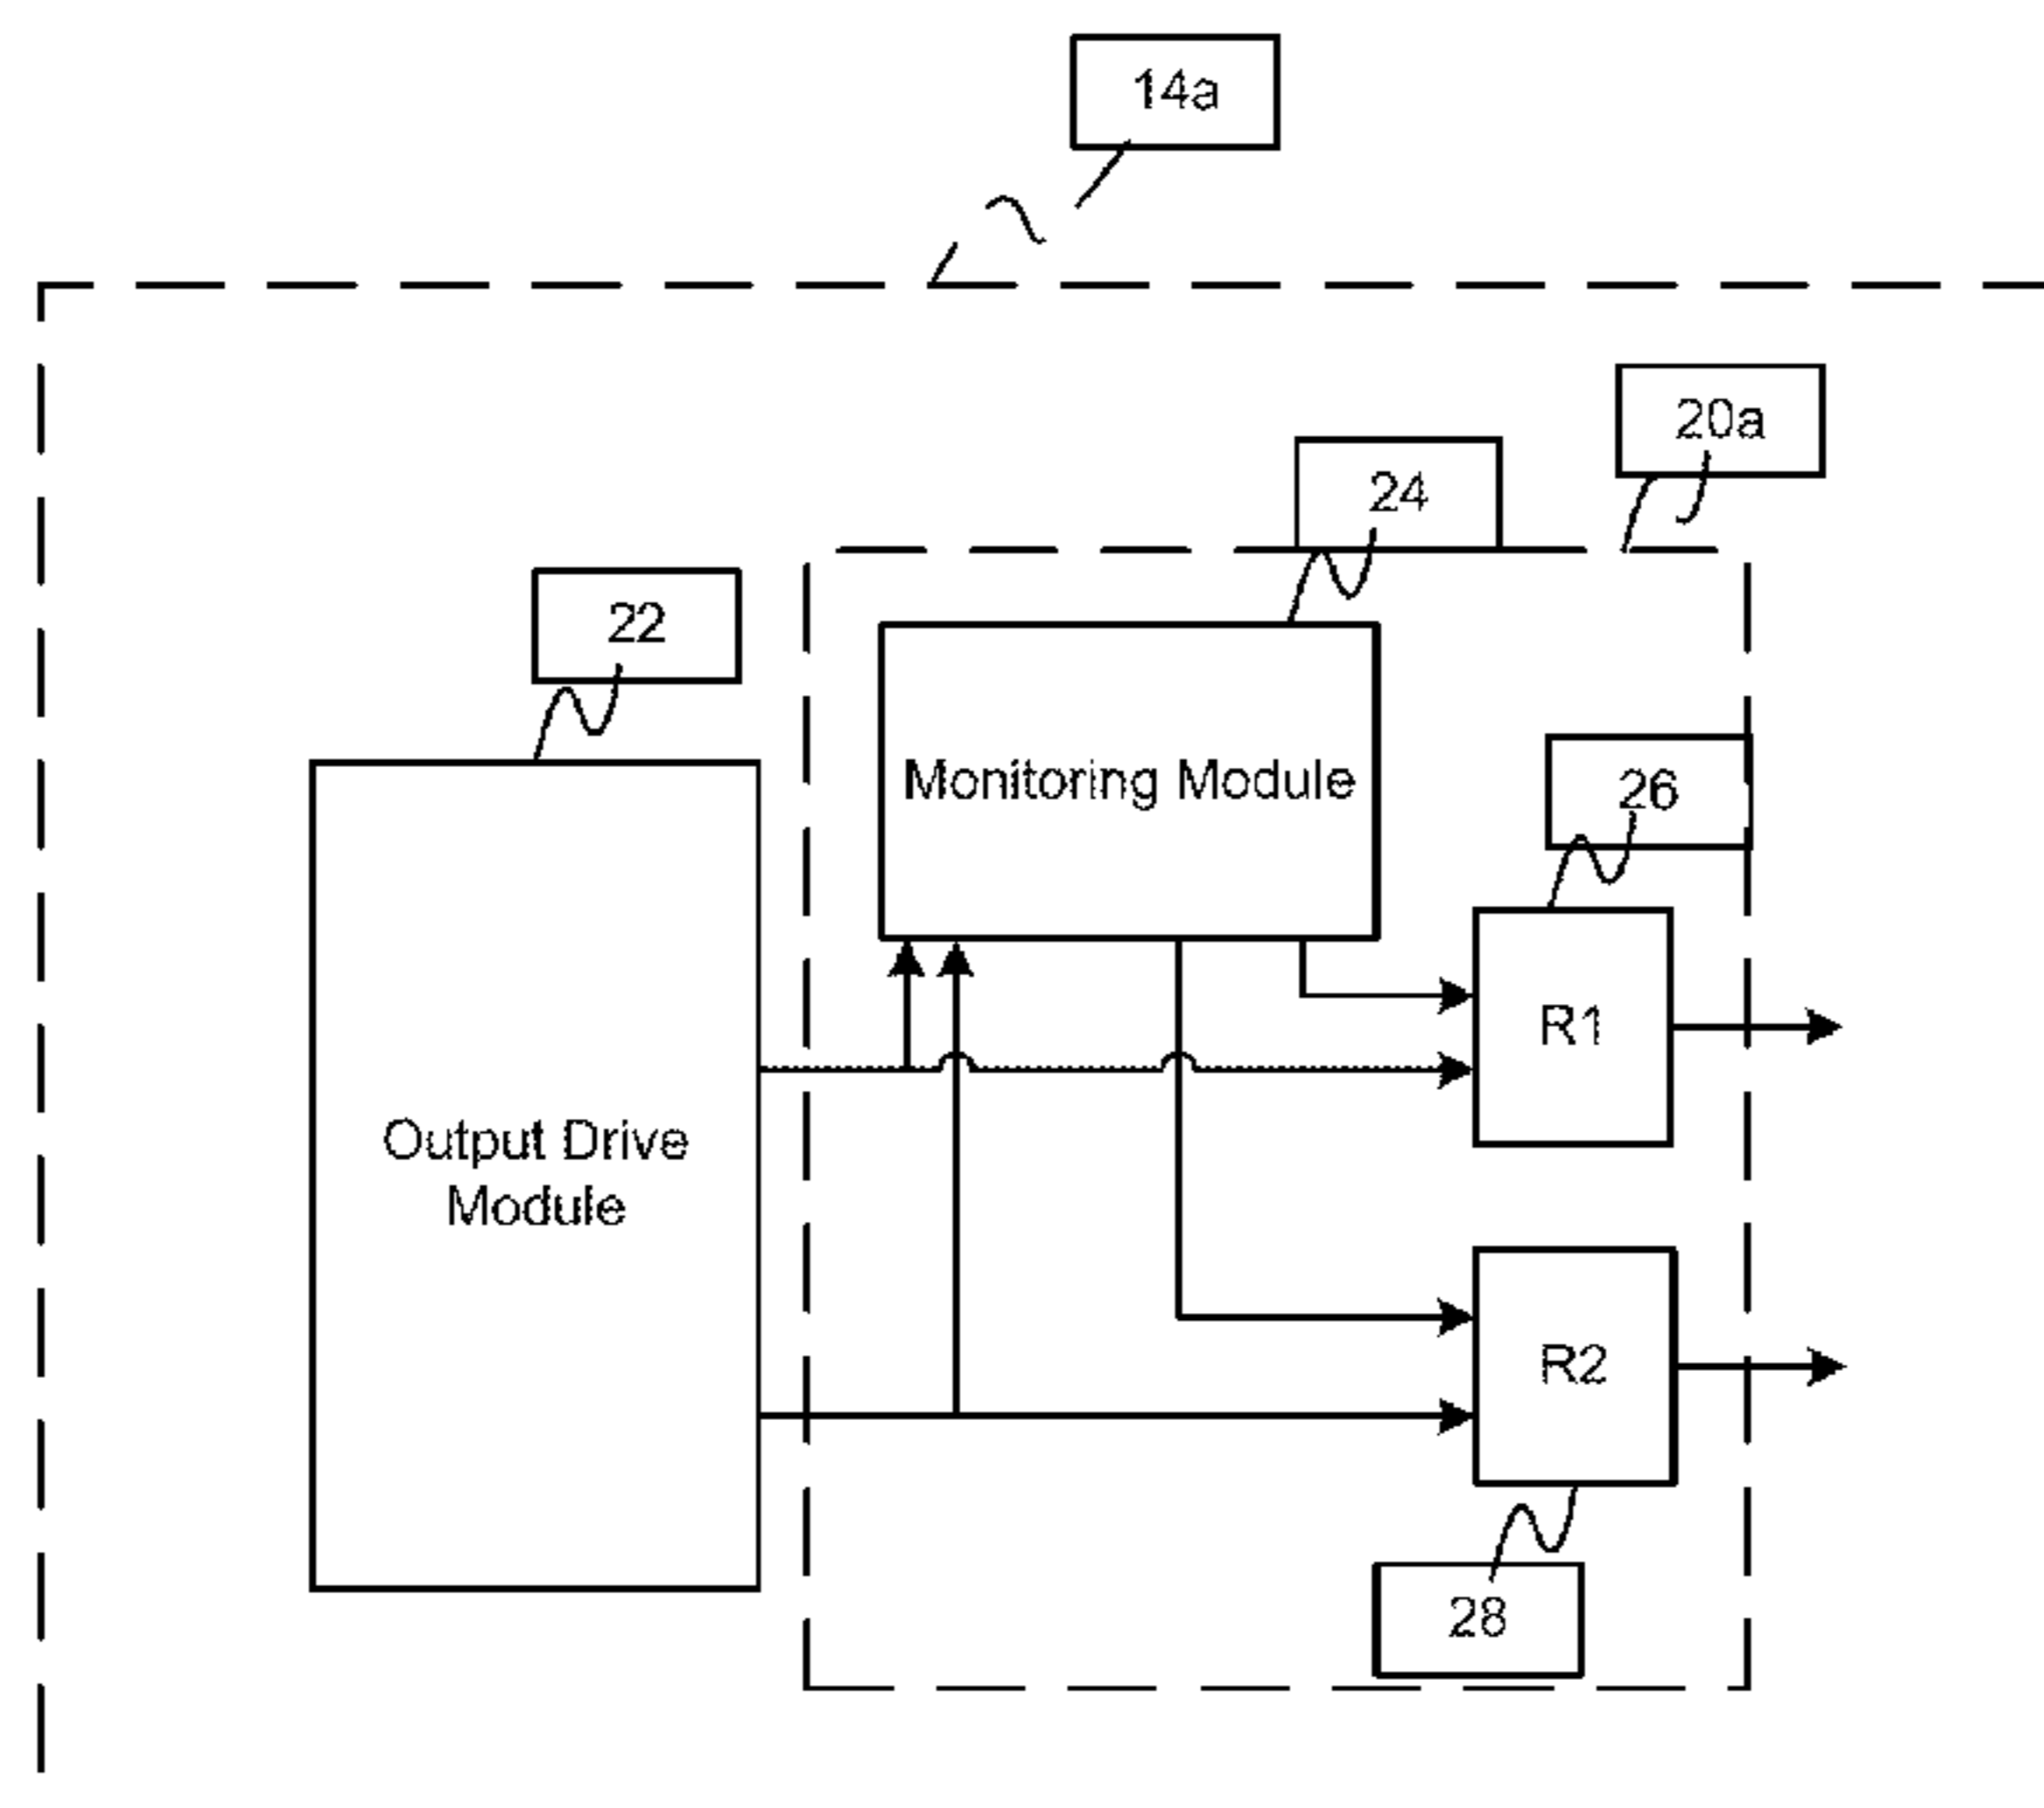 14a
20a
24
22
Monitoring Module
26
R1
Output Drive
Module
R2
28